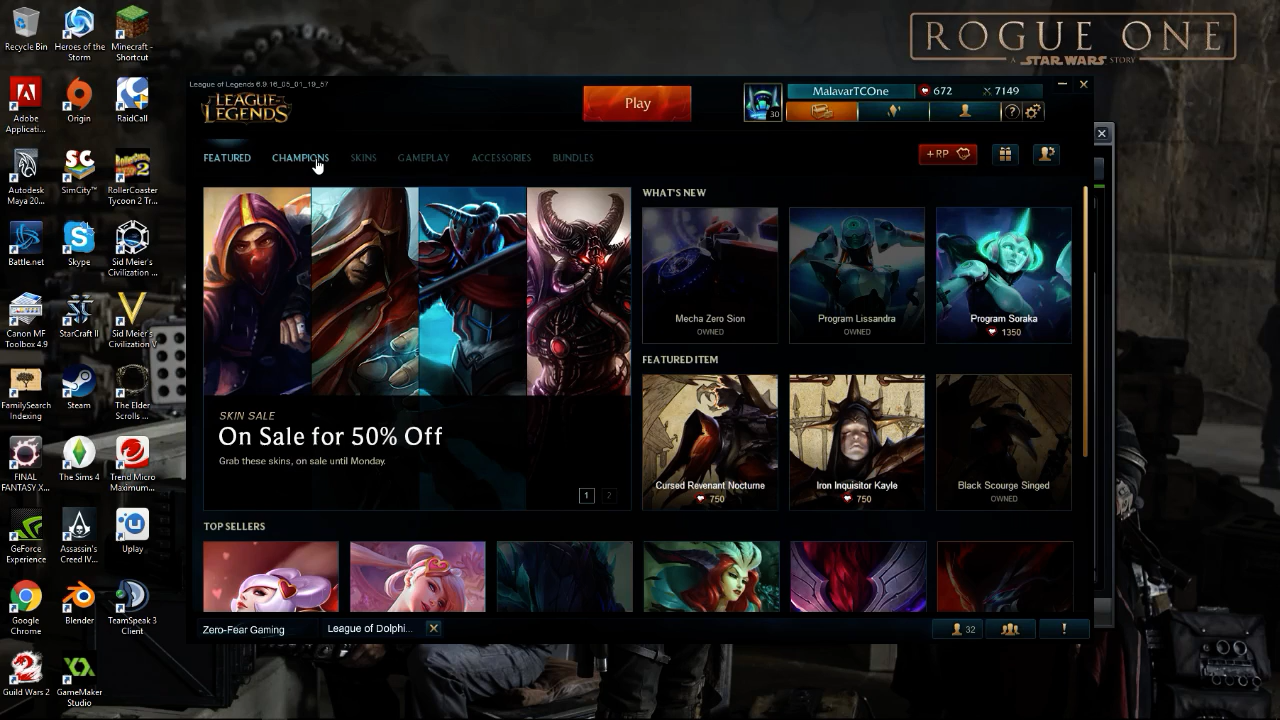 Recycle Bin
Heroes of the
Storm
Minecraft -
Shortcut
Adobe
Applicati...
Origin
RaidCall
Autodesk
Maya 20...
SimCity™
RollerCoaster
Tycoon 2 Tr...
Battle.net
Skype
Sid Meier's
Civilization ...
Canon MF
Toolbox 4.9
StarCraft II
Sid Meier's
Civilization V
FamilySearch
Indexing
Steam
The Elder
Scrolls ...
FINAL
FANTASY X...
The Sims 4
Trend Micro
Maximum...
GeForce
Experience
Assassin's
Creed IV...
Uplay
Google
Chrome
Blender
TeamSpeak 3
Client
Guild Wars 2
GameMaker
Studio
ROGUE ONE
A STAR WARS STORY
League of Legends 6.9.16_05_01_19_57
LEAGUE OF
LEGENDS
Play
30
MalavarTCOne
672
7149
?
FEATURED
CHAMPIONS
SKINS
GAMEPLAY
ACCESSORIES
BUNDLES
+RP
SKIN SALE
On Sale for 50% Off
Grab these skins, on sale until Monday.
1
2
WHAT'S NEW
Mecha Zero Sion
OWNED
Program Lissandra
OWNED
Program Soraka
1350
FEATURED ITEM
Cursed Revenant Nocturne
750
Iron Inquisitor Kayle
750
Black Scourge Singed
OWNED
TOP SELLERS
Zero-Fear Gaming
League of Dolphi...
32
!